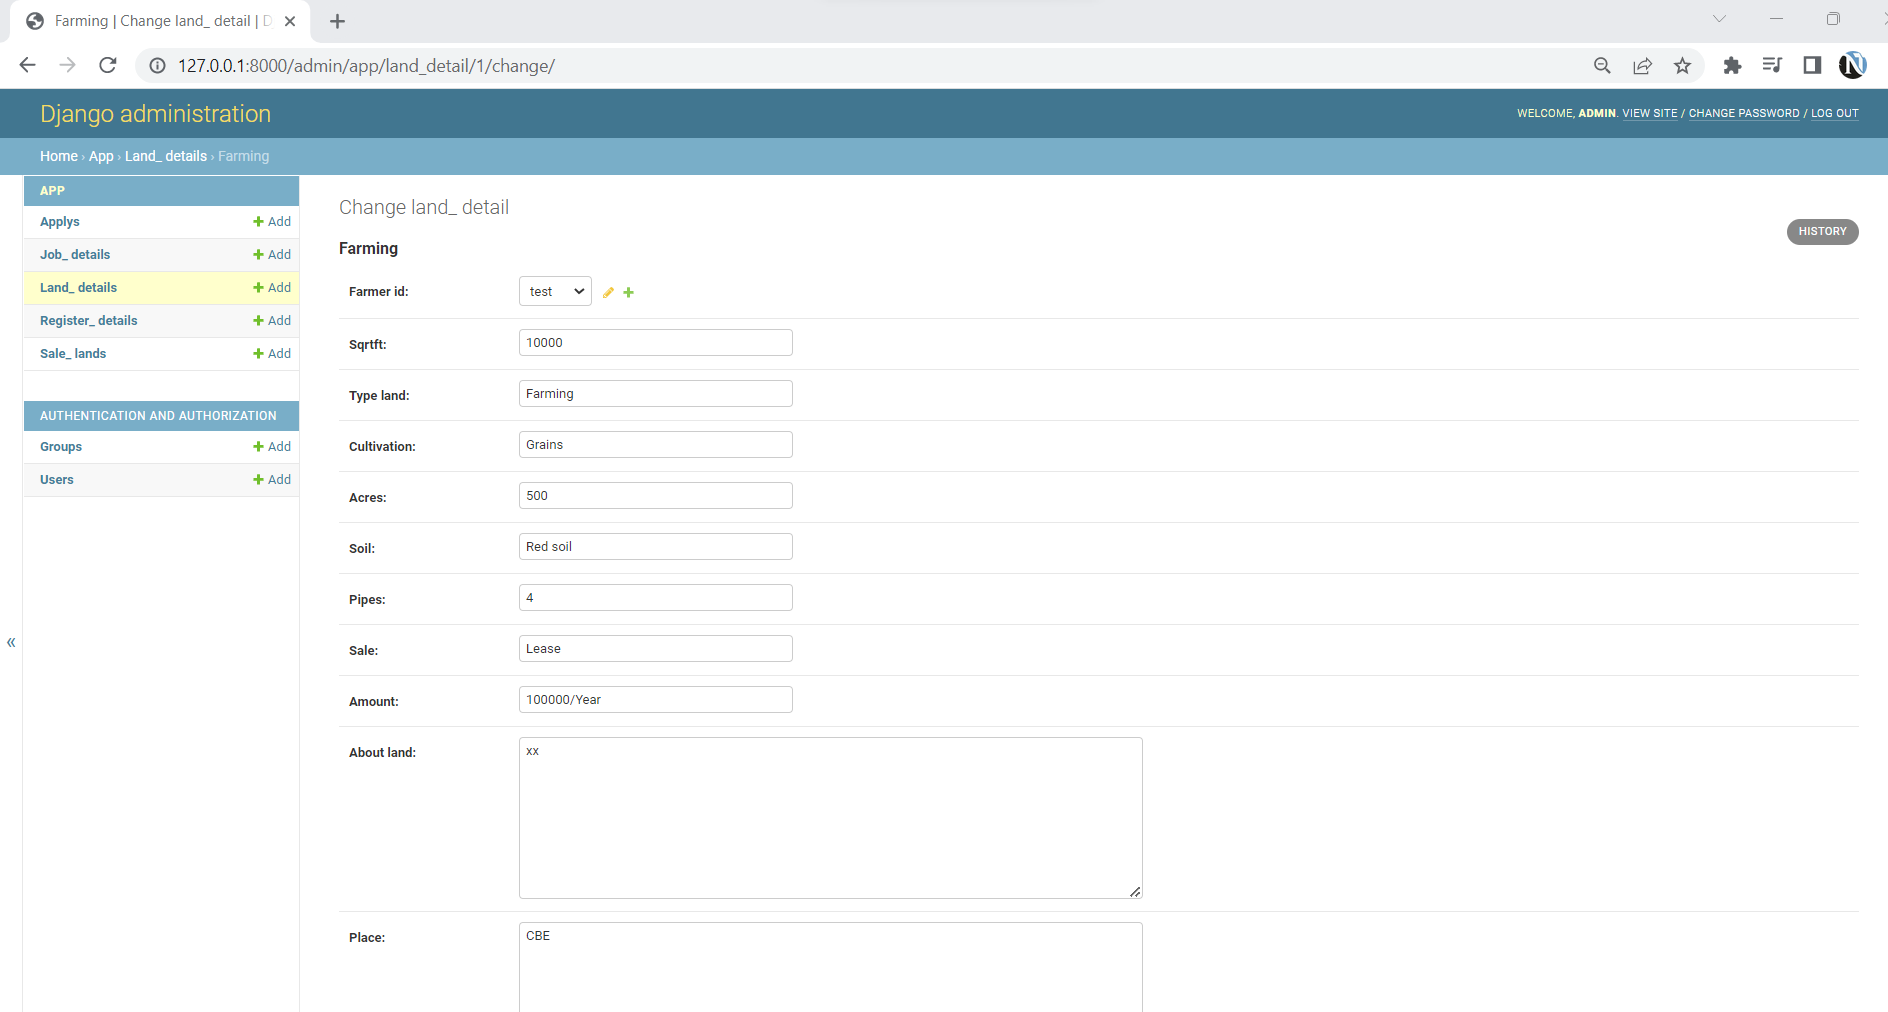 Farming | Change land_ detail | D
127.0.0.1:8000/admin/app/land_detail/1/change/
Django administration
WELCOME, ADMIN. VIEW SITE / CHANGE PASSWORD / LOG OUT
Home › App › Land_ details › Farming
APP
Applys + Add
Job_ details + Add
Land_ details + Add
Register_ details + Add
Sale_ lands + Add
AUTHENTICATION AND AUTHORIZATION
Groups + Add
Users + Add
«
Change land_ detail
HISTORY
Farming
Farmer id: test
Sqrtft: 10000
Type land: Farming
Cultivation: Grains
Acres: 500
Soil: Red soil
Pipes: 4
Sale: Lease
Amount: 100000/Year
About land: xx
Place: CBE